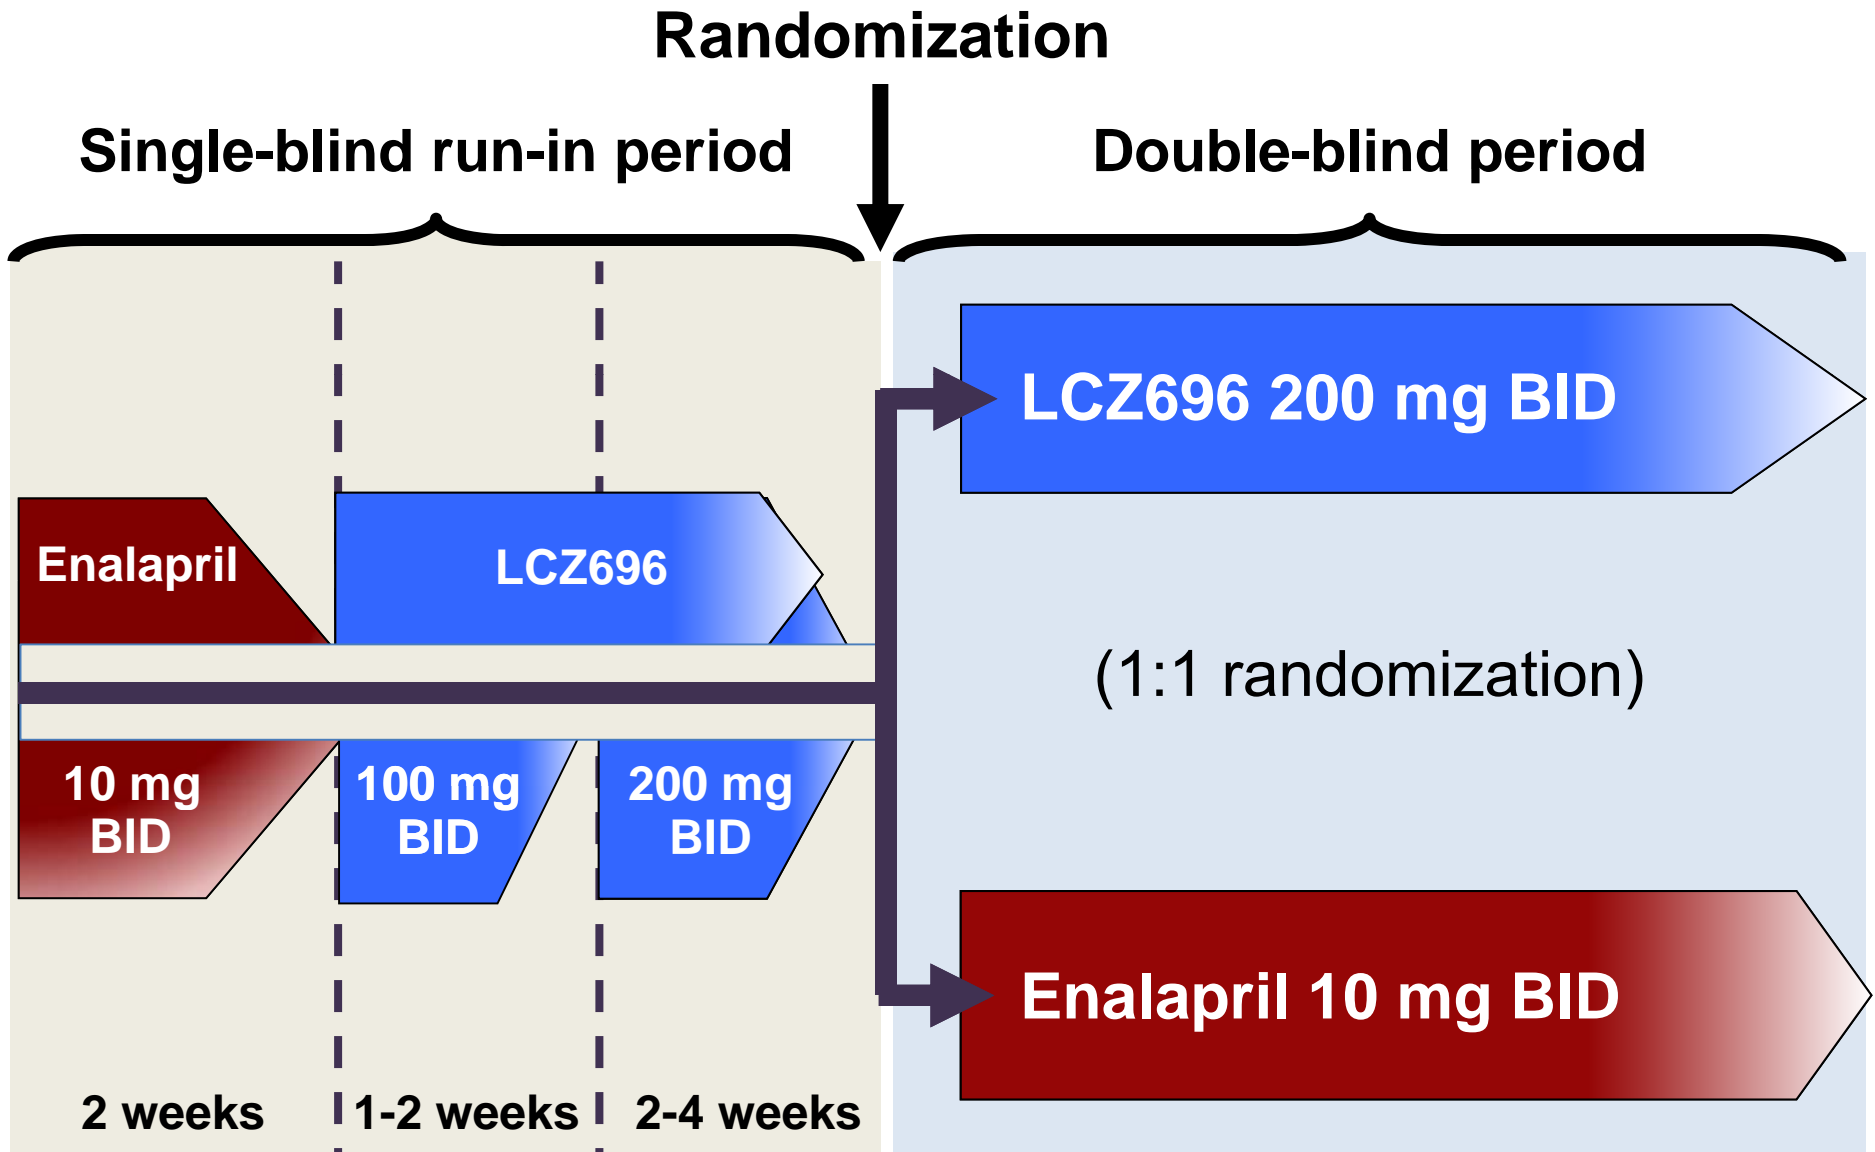 Randomization
Single-blind run-in period
Double-blind period
LCZ696 200 mg BID
Enalapril
LCZ696
(1:1 randomization)
10 mg
BID
100 mg
BID
200 mg
BID
Enalapril 10 mg BID
2 weeks
1-2 weeks
2-4 weeks